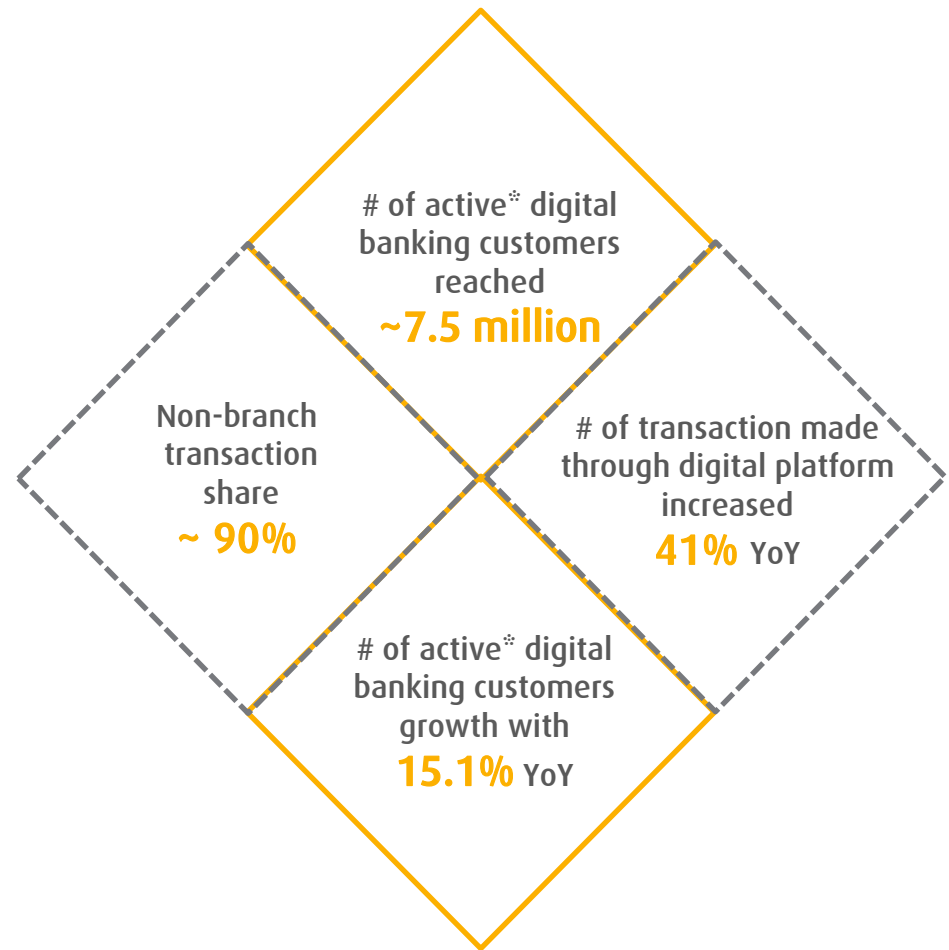 # of active* digital
banking customers
reached
~7.5 million
Non-branch
transaction
share
~ 90%
# of transaction made
through digital platform
increased
41% YoY
# of active* digital
banking customers
growth with
15.1% YoY